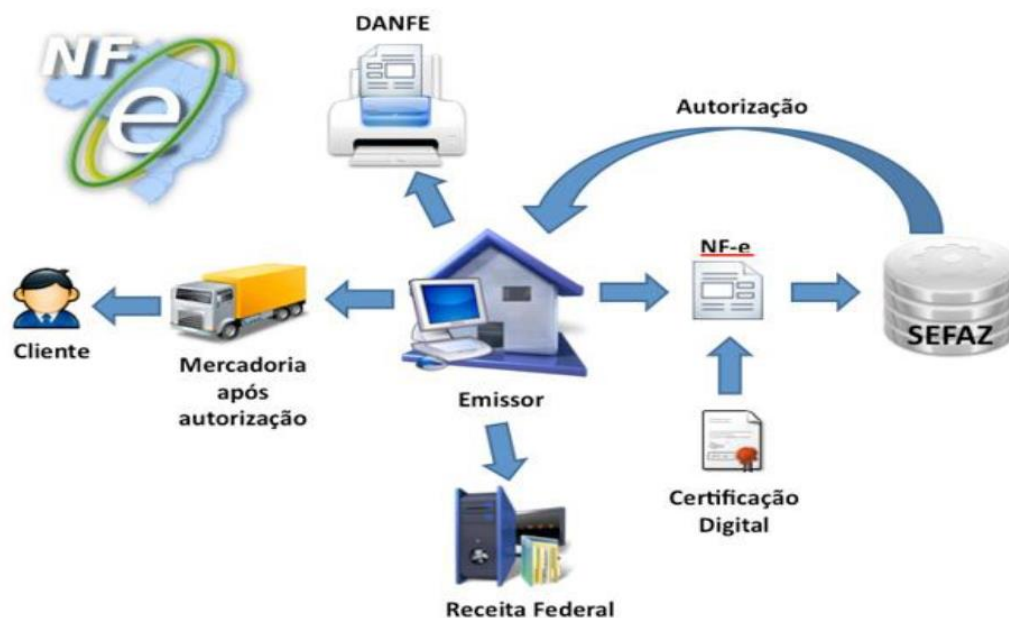 NF
e
DANFE
Autorização
NF-e
SEFAZ
Cliente
Mercadoria
após
autorização
Emissor
Certificação
Digital
Receita Federal